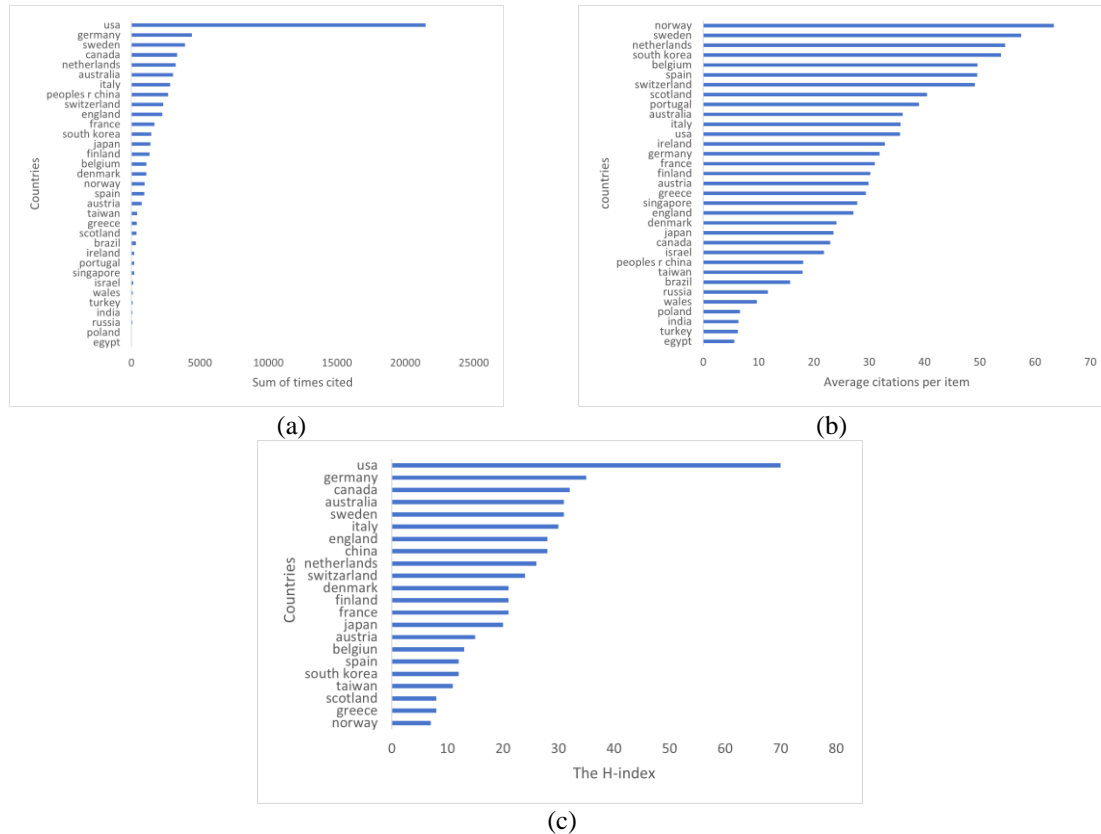 usa
germany
sweden
canada
netherlands
australia
italy
peoples r china
switzerland
england
france
south korea
japan
finland
belgium
denmark
norway
spain
austria
taiwan
greece
scotland
brazil
ireland
portugal
singapore
israel
wales
turkey
india
russia
poland
egypt
Countries
0 5000 10000 15000 20000 25000
Sum of times cited
(a)
norway
sweden
netherlands
south korea
belgium
spain
switzerland
scotland
portugal
australia
italy
usa
ireland
germany
france
finland
austria
greece
singapore
england
denmark
japan
canada
israel
peoples r china
taiwan
brazil
russia
wales
poland
india
turkey
egypt
countries
0 10 20 30 40 50 60 70
Average citations per item
(b)
usa
germany
canada
australia
sweden
italy
england
china
netherlands
switzarland
denmark
finland
france
japan
austria
belgiun
spain
south korea
taiwan
scotland
greece
norway
Countries
0 10 20 30 40 50 60 70 80
The H-index
(c)